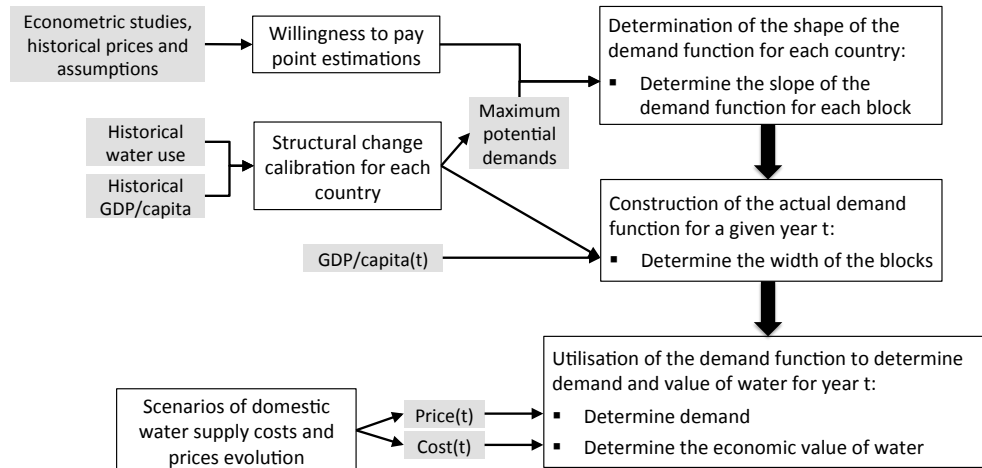 Econometric studies,
historical prices and
assumptions
Willingness to pay
point estimations
Determination of the shape of the
demand function for each country:
▪ Determine the slope of the
demand function for each block
Maximum
potential
demands
Historical
water use
Historical
GDP/capita
Structural change
calibration for each
country
GDP/capita(t)
Construction of the actual demand
function for a given year t:
▪ Determine the width of the blocks
Utilisation of the demand function to determine
demand and value of water for year t:
▪ Determine demand
▪ Determine the economic value of water
Scenarios of domestic
water supply costs and
prices evolution
Price(t)
Cost(t)